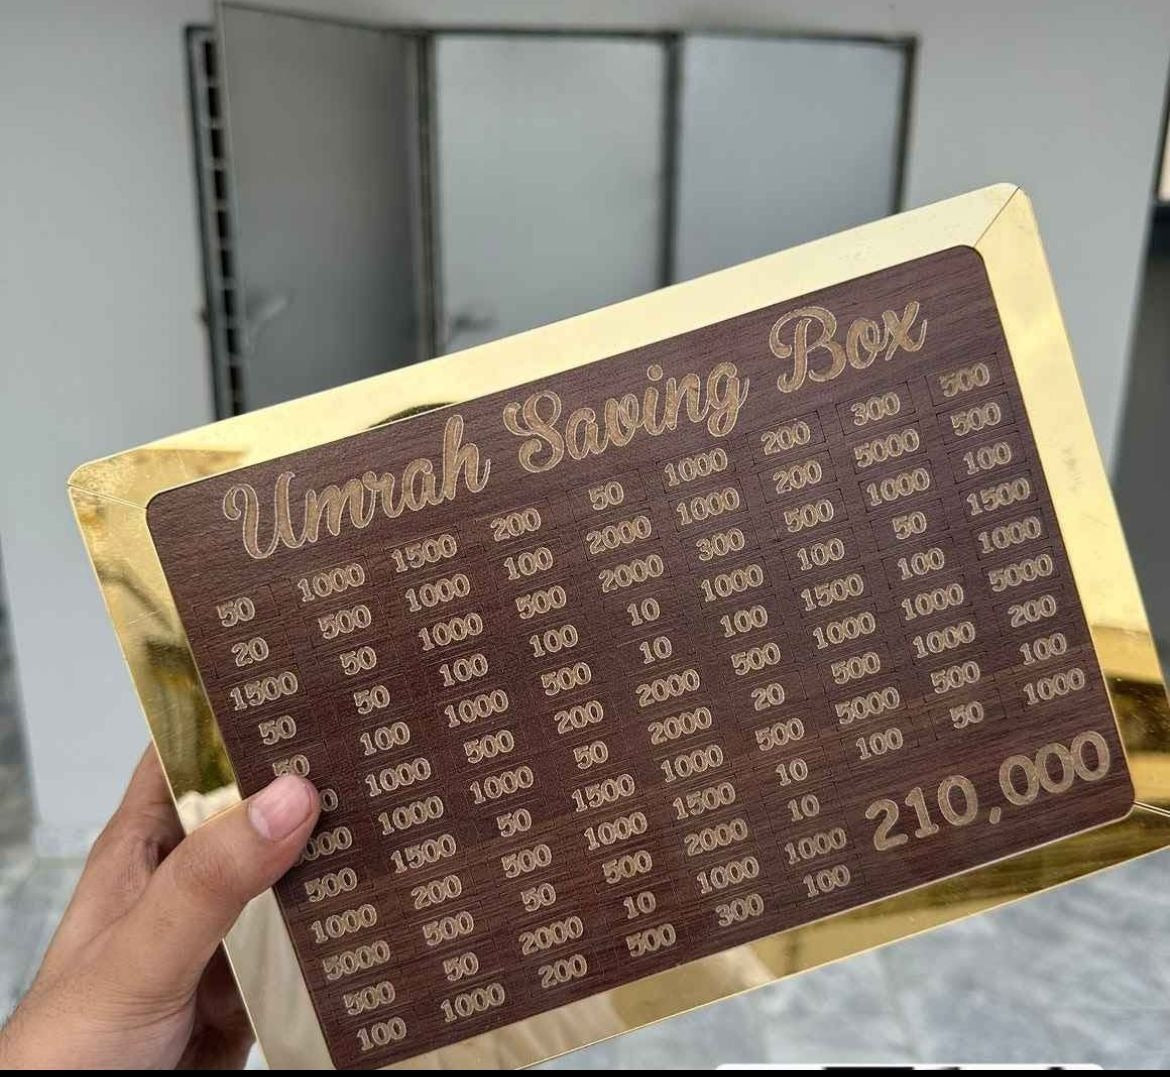 Umrah Saving Box
50 1000 1500 200 50 1000 200 300 500
20 500 1000 100 2000 1000 200 5000 500
1500 50 1000 500 2000 300 500 1000 100
50 50 100 100 10 1000 100 50 1500
50 100 1000 500 10 100 1500 100 1000
1000 500 200 2000 500 1000 1000 5000
1000 1000 50 2000 20 500 1000 200
500 1500 50 1500 1000 500 5000 500 100
1000 200 500 1000 1500 10 100 50 1000
5000 500 50 500 2000 10
500 50 2000 10 1000 1000
100 1000 200 500 300 100
210,000